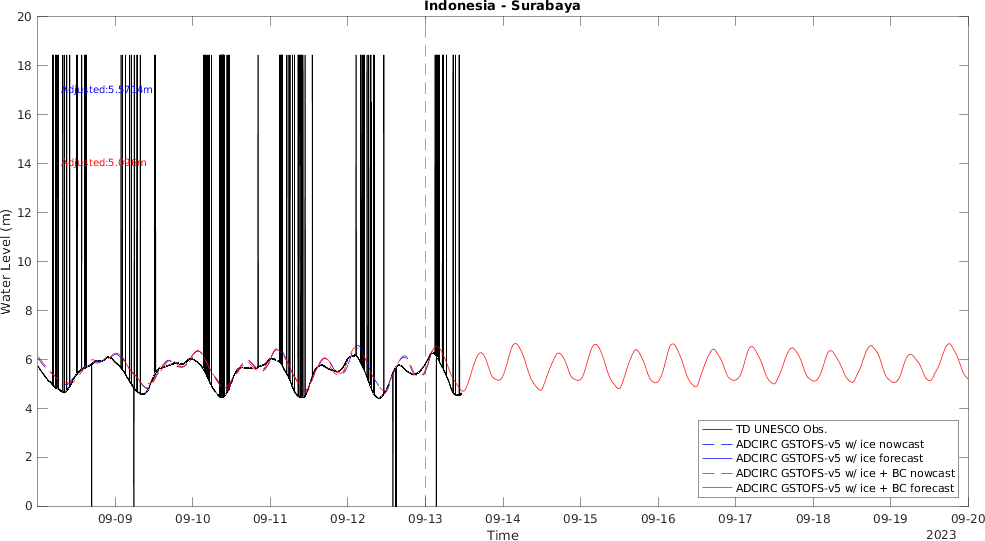 Indonesia - Surabaya
Water Level (m)
20
18
16
14
12
10
8
6
4
2
0
Adjusted:5.5714m
TD UNESCO Obs.
ADCIRC GSTOFS-v5 w/ ice nowcast
ADCIRC GSTOFS-v5 w/ ice forecast
ADCIRC GSTOFS-v5 w/ ice + BC nowcast
ADCIRC GSTOFS-v5 w/ ice + BC forecast
09-09 09-10 09-11 09-12 09-13 09-14 09-15 09-16 09-17 09-18 09-19 09-20
Time
2023